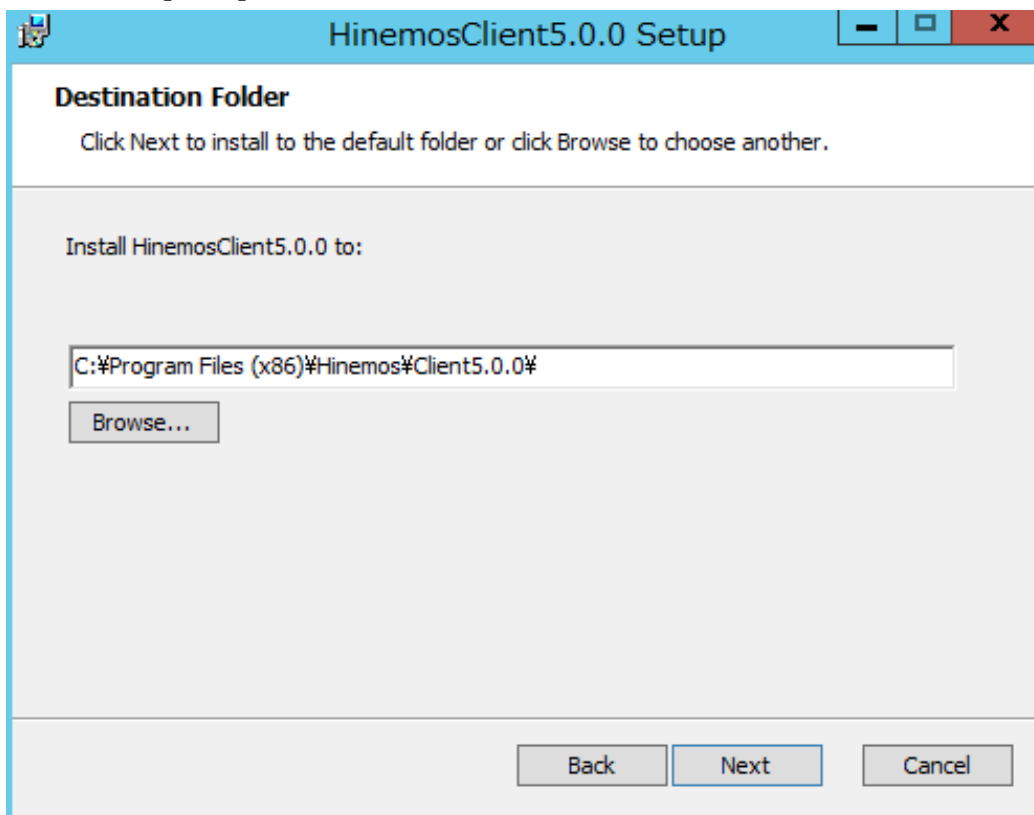 HinemosClient5.0.0 Setup
Destination Folder
Click Next to install to the default folder or click Browse to choose another.
Install HinemosClient5.0.0 to:
C:¥Program Files (x86)¥Hinemos¥Client5.0.0¥
Browse...
Back Next Cancel